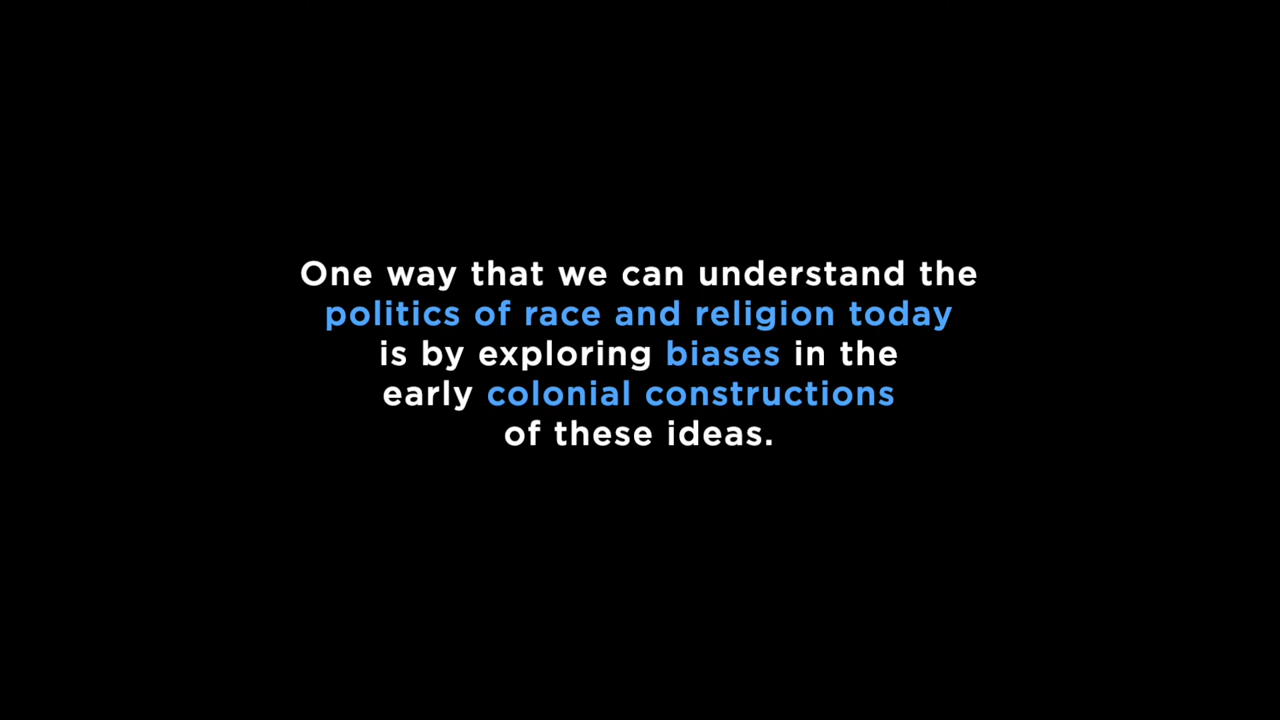 One way that we can understand the
politics of race and religion today
is by exploring biases in the
early colonial constructions
of these ideas.